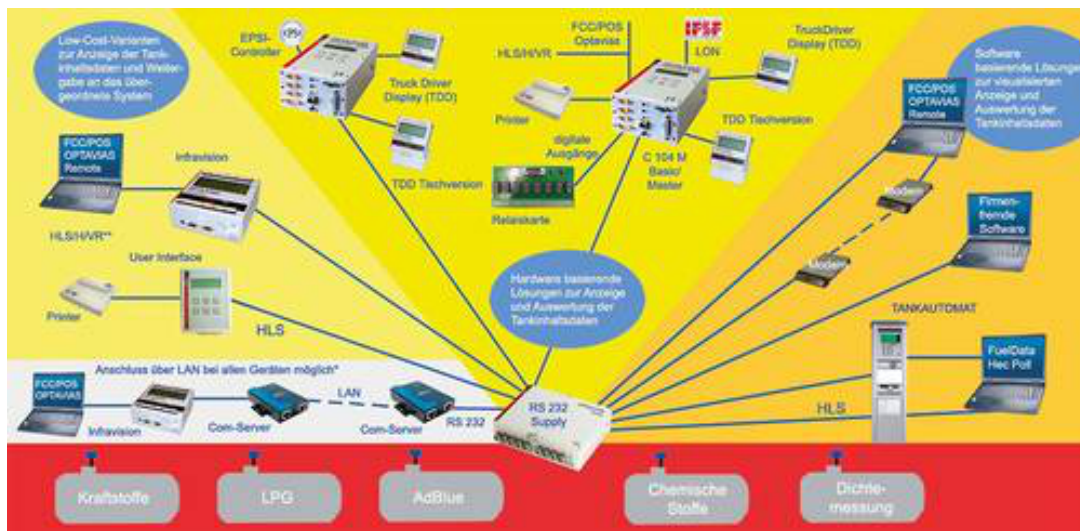 Low-Cost-Varianten
zur Anzeige der Tank-
inhaltsdaten und Weiter-
gabe an das über-
geordnete System
EPSI-
Controller
Truck Driver
Display (TDD)
TDD Tischversion
FCC/POS
Optaviss
HLS/H/VR
IFSF
LON
TruckDriver
Display (TDD)
Printer
digitale
Ausgänge
TDD Tischversion
C 104 M
Basic/
Master
Relaiskarte
Software
basierende Lösungen
zur visualisierten
Anzeige und
Auswertung der
Tankinhaltsdaten
FCC/POS
OPTAVIAS
Remote
Modem
Modem
Firmen-
fremde
Software
FCC/POS
OPTAVIAS
Remote
Infravision
HLS/H/VR**
User Interface
Printer
HLS
Hardware basierende
Lösungen zur Anzeige
und Auswertung der
Tankinhaltsdaten
TANKAUTOMAT
FuelData
Hec Poll
HLS
Anschluss über LAN bei allen Geräten möglich*
FCC/POS
OPTAVIAS
Infravision
Com-Server
LAN
Com-Server
RS 232
RS 232
Supply
Kraftstoffe
LPG
AdBlue
Chemische
Stoffe
Dichte-
messung